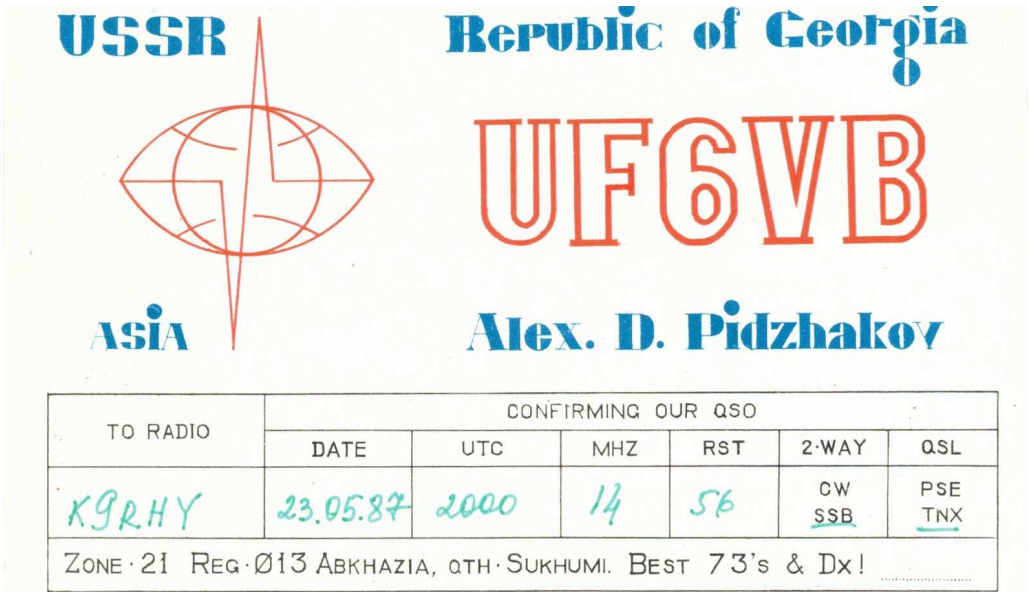 USSR Republic of Georgia
UF6VB
ASiA Alex. D. Pidzhakov
TO RADIO CONFIRMING OUR QSO
DATE UTC MHZ RST 2·WAY QSL
K9RHY 23.05.87 2000 14 56 CW SSB PSE TNX
ZONE·21 REG·Ø13 ABKHAZIA, QTH·SUKHUMI. BEST 73's & Dx!